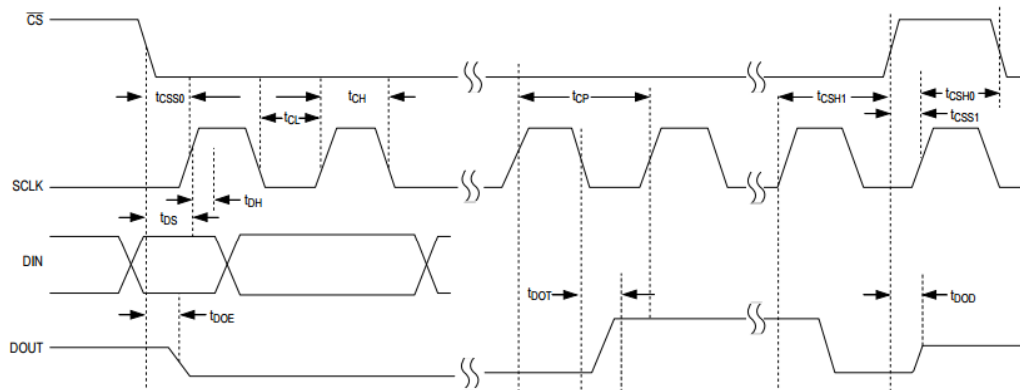 CS
tCSS0
tCH
tCP
tCSH1
tCSH0
tCL
tCSS1
SCLK
tDH
tDS
DIN
tDOT
tDOD
tDOE
DOUT